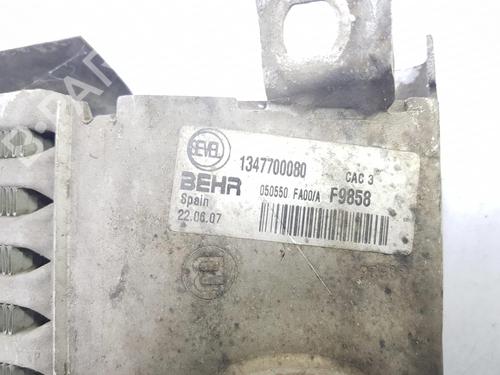 SEVEL
1347700080 CAC 3
BEHR 050550 FA00/A F9858
Spain
22.06.07